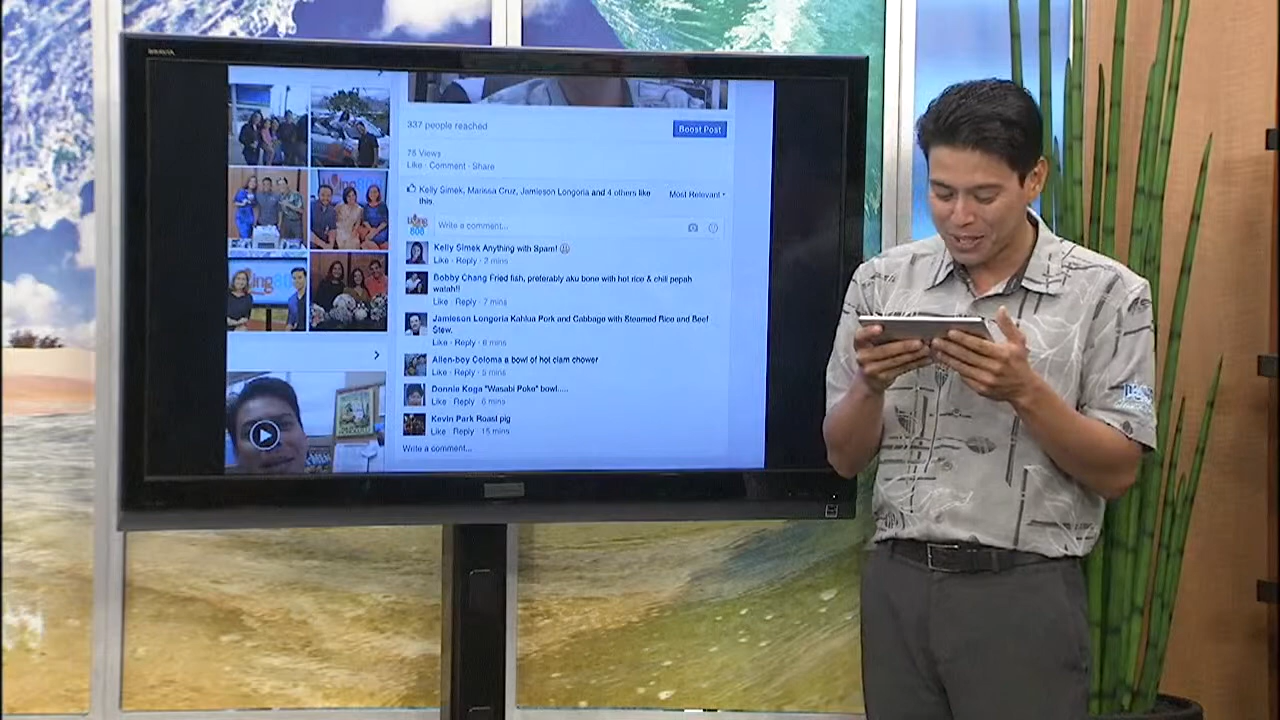 337 people reached
Boost Post
75 Views
Like · Comment · Share
Kelly Simek, Marissa Cruz, Jamieson Longoria and 4 others like
this.
Most Relevant
808
Write a comment...
Kelly Simek Anything with Spam!
Like · Reply · 2 mins
Bobby Chang Fried fish, preferably aku bone with hot rice & chili pepah
watah!!
Like · Reply · 7 mins
Jamieson Longoria Kahlua Pork and Cabbage with Steamed Rice and Beef
Stew.
Like · Reply · 6 mins
Allen-boy Coloma a bowl of hot clam chower
Like · Reply · 5 mins
Donnie Koga "Wasabi Poke" bowl.....
Like · Reply · 6 mins
Kevin Park Roast pig
Like · Reply · 15 mins
Write a comment...